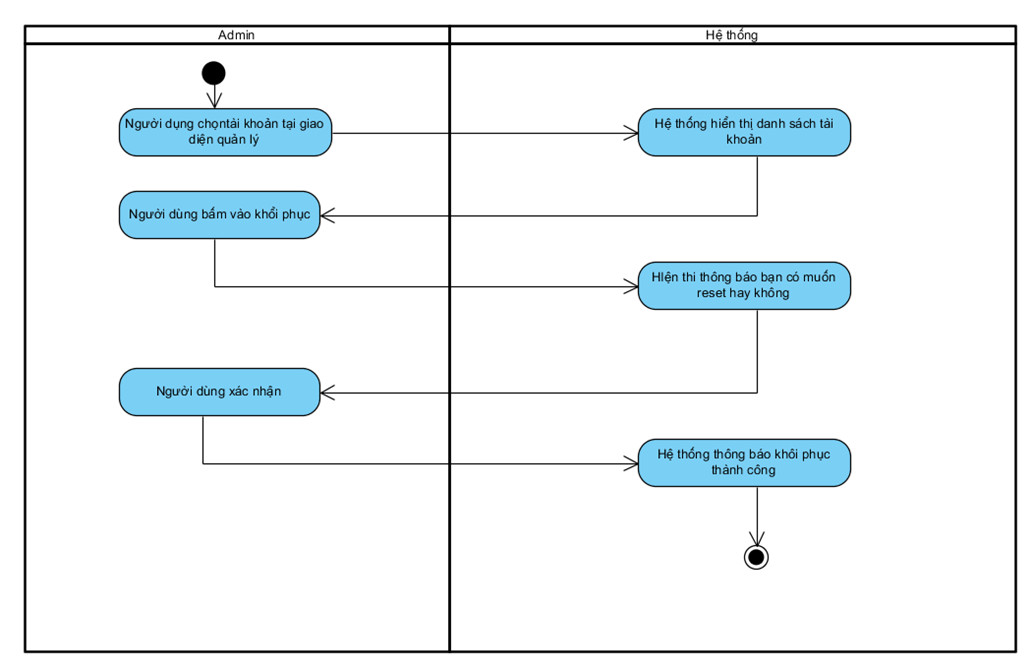 Admin
Hệ thống
Người dụng chọntài khoản tại giao
diện quản lý
Hệ thống hiển thị danh sách tài
khoản
Người dùng bấm vào khổi phục
HIện thi thông báo bạn có muốn
reset hay không
Người dùng xác nhận
Hệ thống thông báo khôi phục
thành công